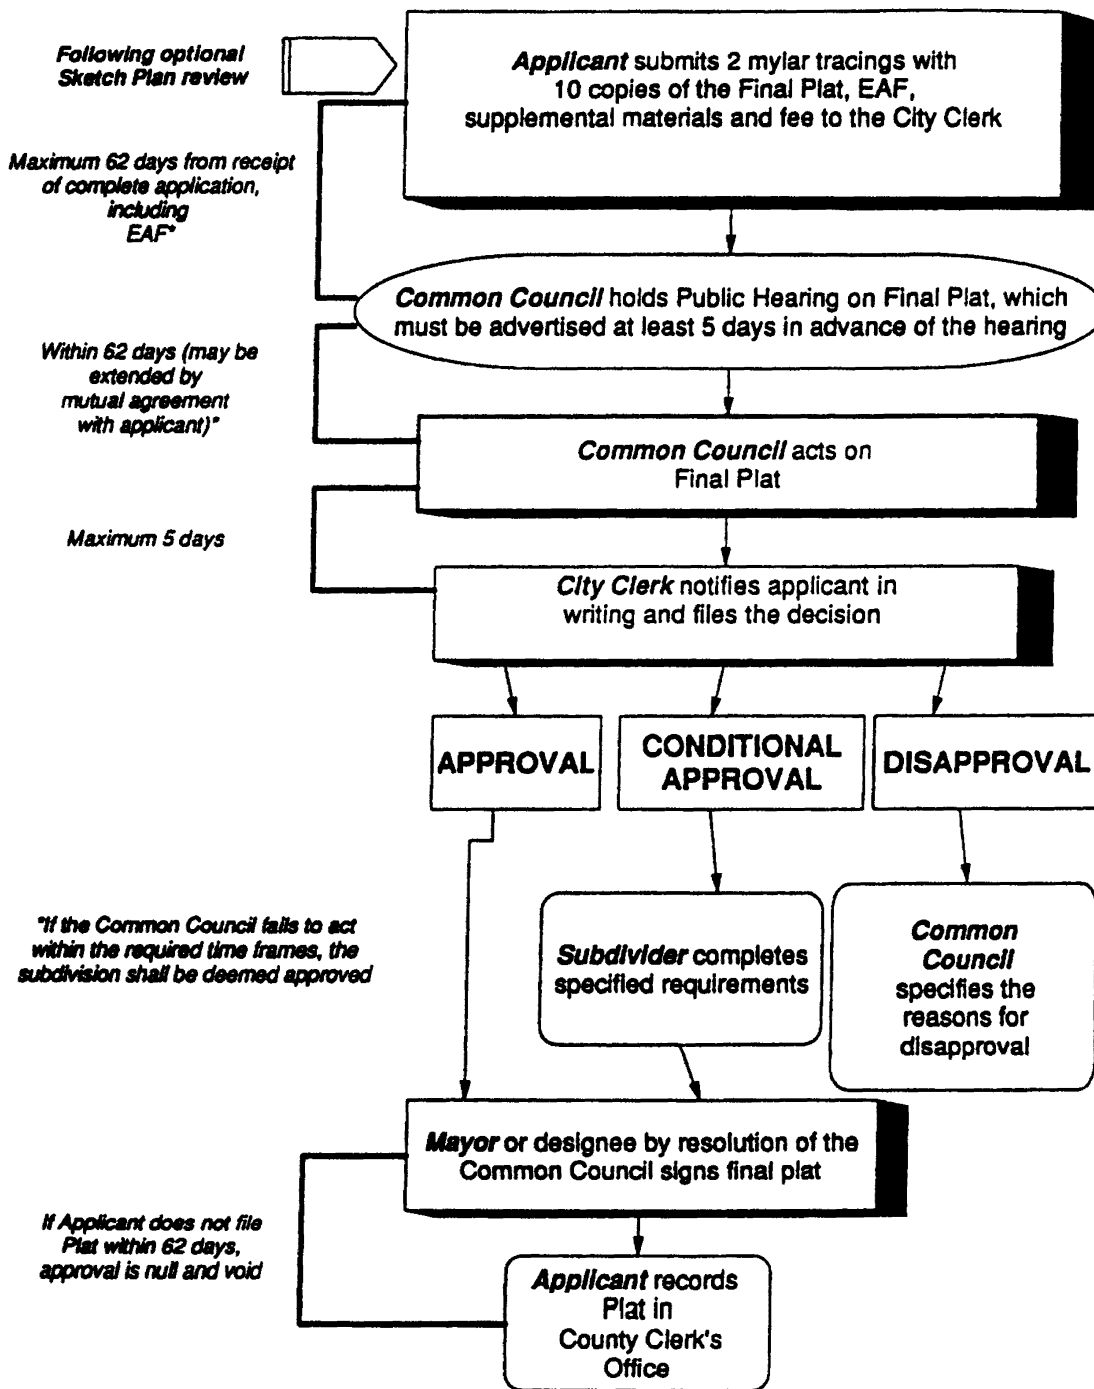 Following optional
Sketch Plan review
Applicant submits 2 mylar tracings with
10 copies of the Final Plat, EAF,
supplemental materials and fee to the City Clerk
Maximum 62 days from receipt
of complete application,
including
EAF*
Common Council holds Public Hearing on Final Plat, which
must be advertised at least 5 days in advance of the hearing
Within 62 days (may be
extended by
mutual agreement
with applicant)*
Common Council acts on
Final Plat
Maximum 5 days
City Clerk notifies applicant in
writing and files the decision
APPROVAL
CONDITIONAL
APPROVAL
DISAPPROVAL
*If the Common Council fails to act
within the required time frames, the
subdivision shall be deemed approved
Subdivider completes
specified requirements
Common
Council
specifies the
reasons for
disapproval
Mayor or designee by resolution of the
Common Council signs final plat
If Applicant does not file
Plat within 62 days,
approval is null and void
Applicant records
Plat in
County Clerk's
Office